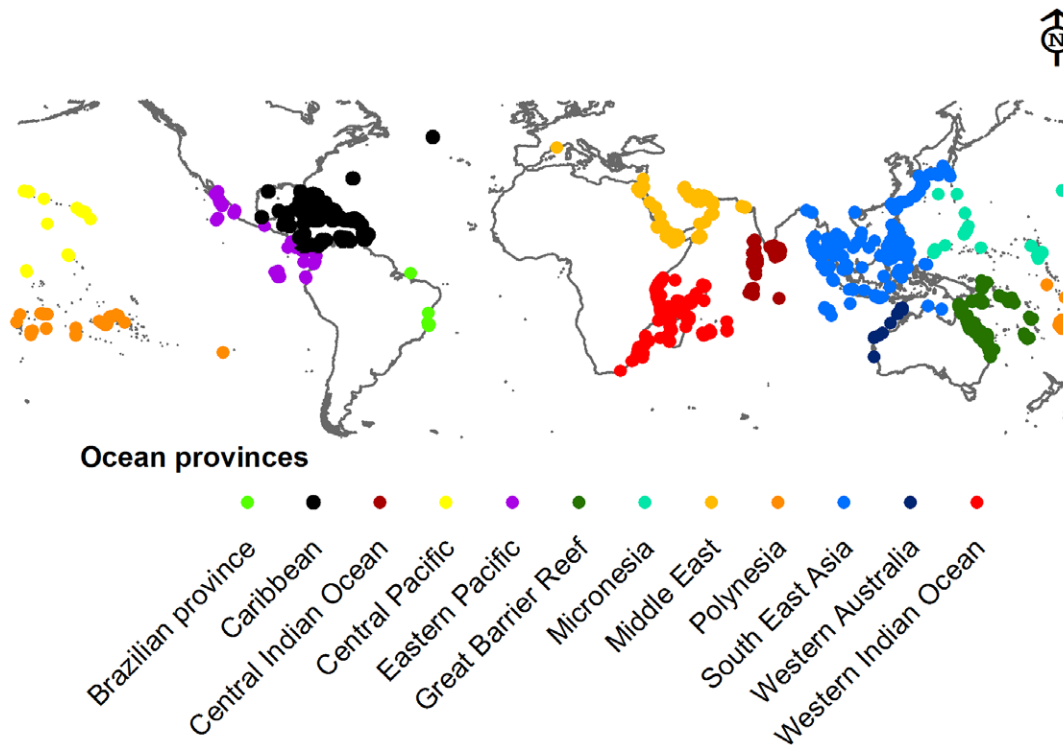 N
Ocean provinces
Brazilian province
Caribbean
Central Indian Ocean
Central Pacific
Eastern Pacific
Great Barrier Reef
Micronesia
Middle East
Polynesia
South East Asia
Western Australia
Western Indian Ocean